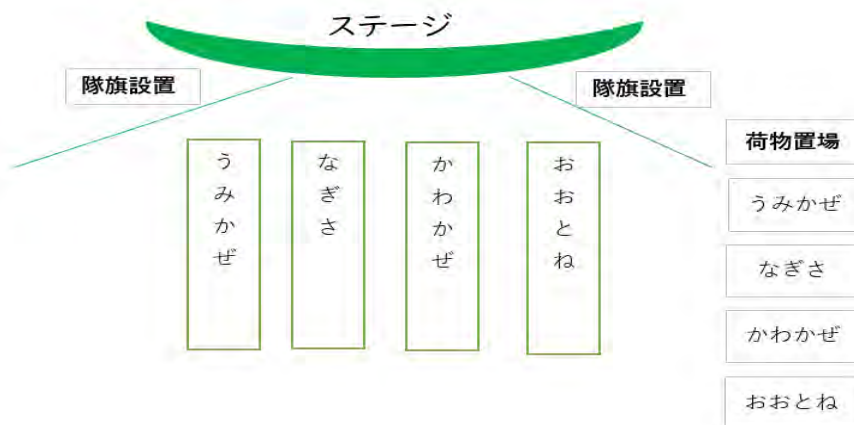 ステージ
隊旗設置
隊旗設置
うみかぜ
なぎさ
かわかぜ
おおとね
荷物置場
うみかぜ
なぎさ
かわかぜ
おおとね